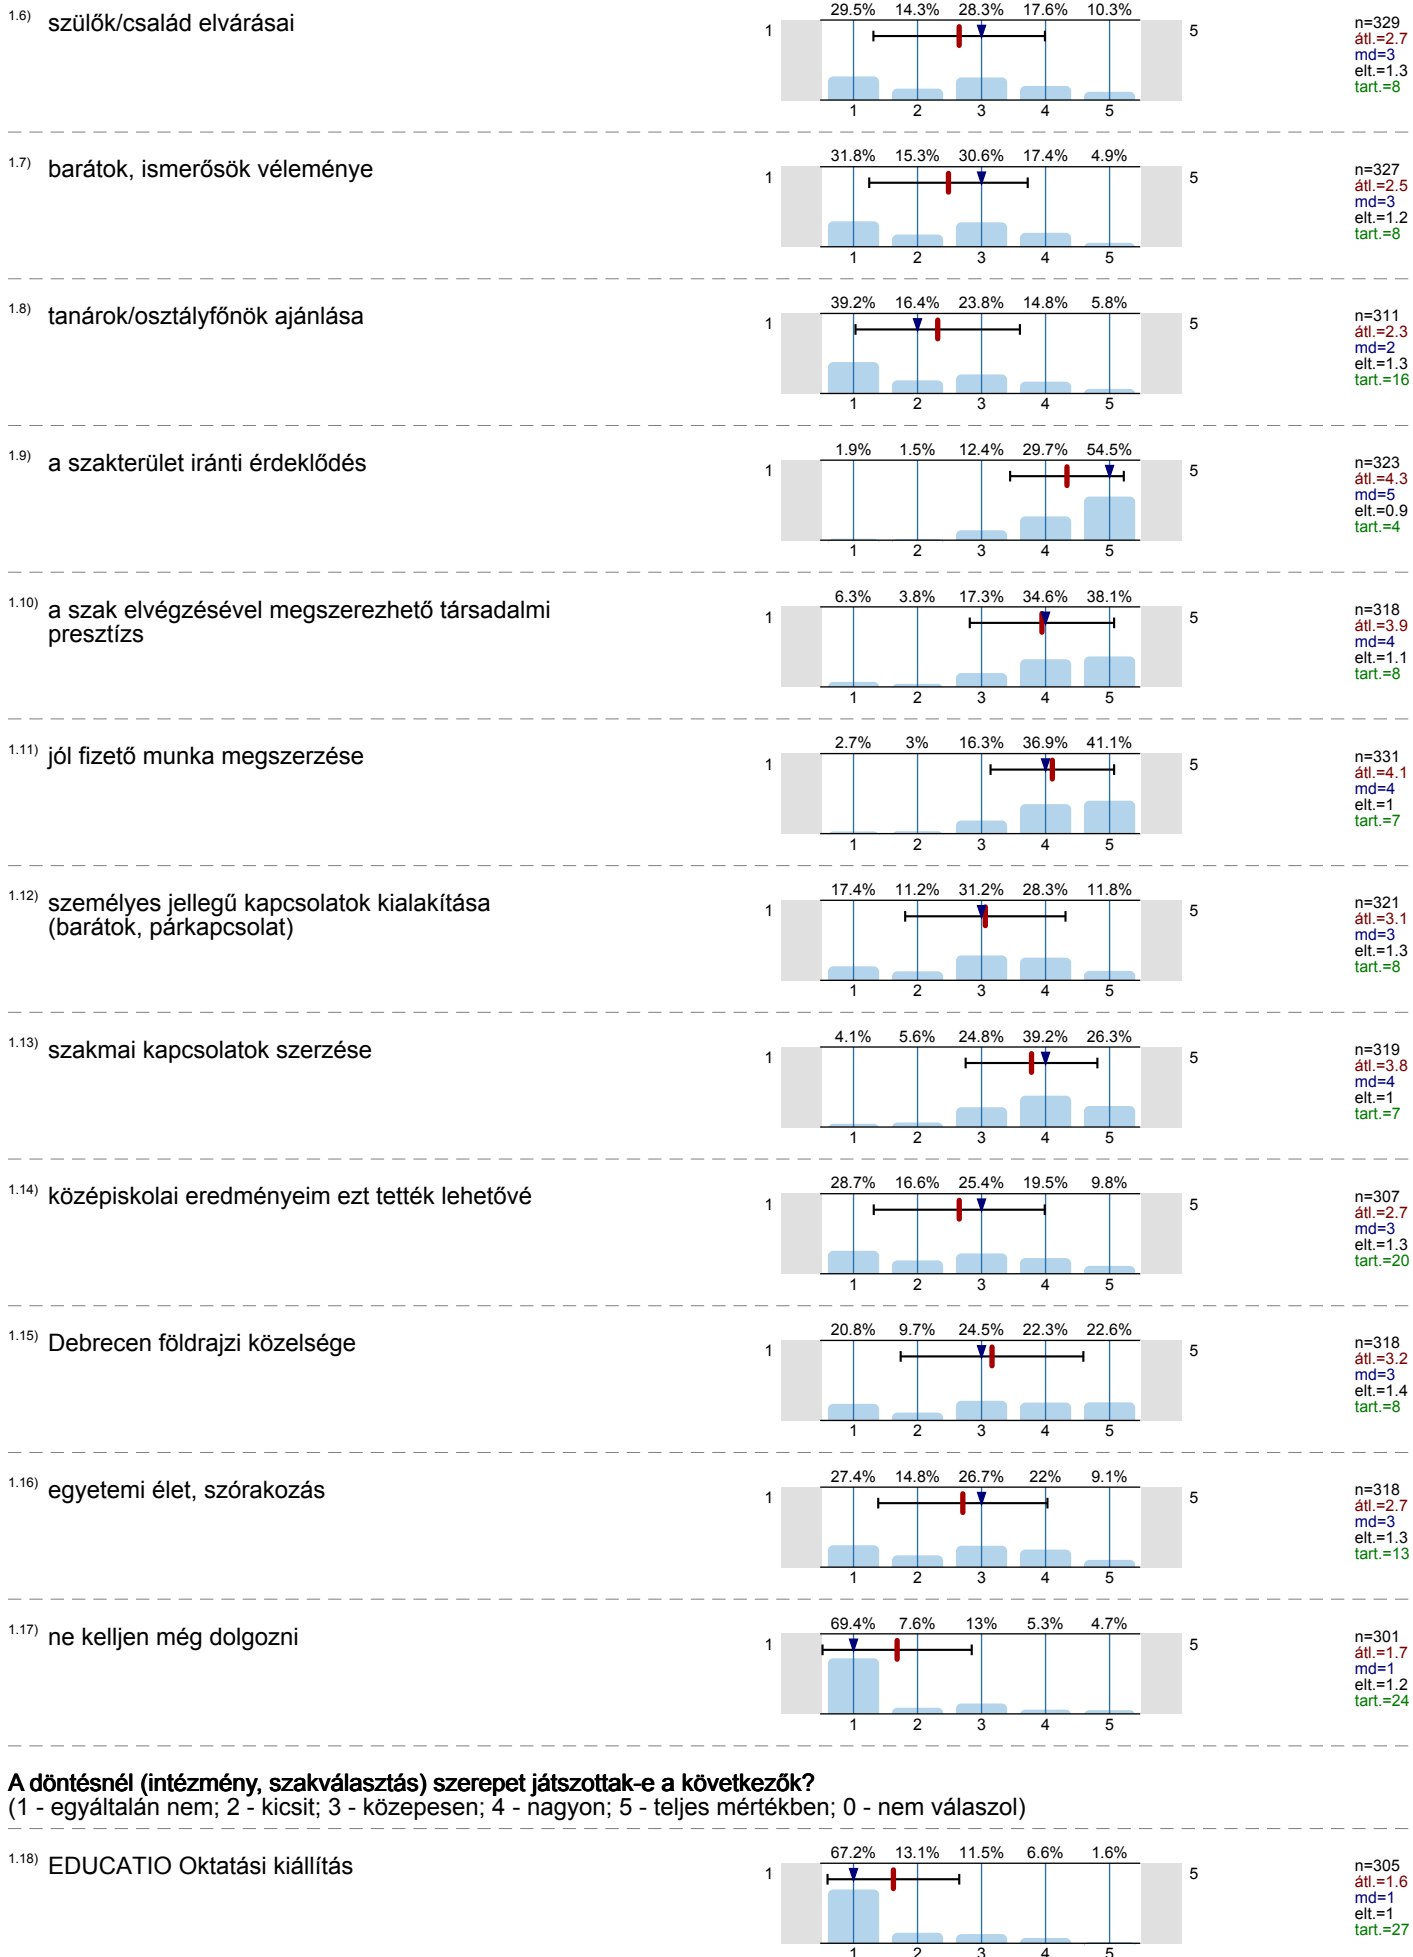 1.6) szülők/család elvárásai
29.5% 14.3% 28.3% 17.6% 10.3%
1 5
1 2 3 4 5
n=329
átl.=2.7
md=3
elt.=1.3
tart.=8
1.7) barátok, ismerősök véleménye
31.8% 15.3% 30.6% 17.4% 4.9%
1 5
1 2 3 4 5
n=327
átl.=2.5
md=3
elt.=1.2
tart.=8
1.8) tanárok/osztályfőnök ajánlása
39.2% 16.4% 23.8% 14.8% 5.8%
1 5
1 2 3 4 5
n=311
átl.=2.3
md=2
elt.=1.3
tart.=16
1.9) a szakterület iránti érdeklődés
1.9% 1.5% 12.4% 29.7% 54.5%
1 5
1 2 3 4 5
n=323
átl.=4.3
md=5
elt.=0.9
tart.=4
1.10) a szak elvégzésével megszerezhető társadalmi
presztízs
6.3% 3.8% 17.3% 34.6% 38.1%
1 5
1 2 3 4 5
n=318
átl.=3.9
md=4
elt.=1.1
tart.=8
1.11) jól fizető munka megszerzése
2.7% 3% 16.3% 36.9% 41.1%
1 5
1 2 3 4 5
n=331
átl.=4.1
md=4
elt.=1
tart.=7
1.12) személyes jellegű kapcsolatok kialakítása
(barátok, párkapcsolat)
17.4% 11.2% 31.2% 28.3% 11.8%
1 5
1 2 3 4 5
n=321
átl.=3.1
md=3
elt.=1.3
tart.=8
1.13) szakmai kapcsolatok szerzése
4.1% 5.6% 24.8% 39.2% 26.3%
1 5
1 2 3 4 5
n=319
átl.=3.8
md=4
elt.=1
tart.=7
1.14) középiskolai eredményeim ezt tették lehetővé
28.7% 16.6% 25.4% 19.5% 9.8%
1 5
1 2 3 4 5
n=307
átl.=2.7
md=3
elt.=1.3
tart.=20
1.15) Debrecen földrajzi közelsége
20.8% 9.7% 24.5% 22.3% 22.6%
1 5
1 2 3 4 5
n=318
átl.=3.2
md=3
elt.=1.4
tart.=8
1.16) egyetemi élet, szórakozás
27.4% 14.8% 26.7% 22% 9.1%
1 5
1 2 3 4 5
n=318
átl.=2.7
md=3
elt.=1.3
tart.=13
1.17) ne kelljen még dolgozni
69.4% 7.6% 13% 5.3% 4.7%
1 5
1 2 3 4 5
n=301
átl.=1.7
md=1
elt.=1.2
tart.=24
A döntésnél (intézmény, szakválasztás) szerepet játszottak-e a következők?
(1 - egyáltalán nem; 2 - kicsit; 3 - közepesen; 4 - nagyon; 5 - teljes mértékben; 0 - nem válaszol)
1.18) EDUCATIO Oktatási kiállítás
67.2% 13.1% 11.5% 6.6% 1.6%
1 5
1 2 3 4 5
n=305
átl.=1.6
md=1
elt.=1
tart.=27